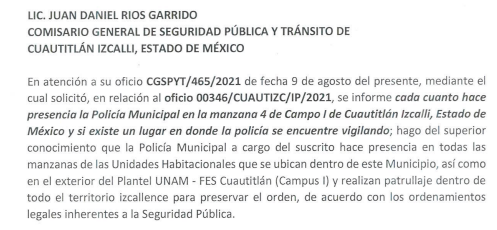 LIC. JUAN DANIEL RIOS GARRIDO
COMISARIO GENERAL DE SEGURIDAD PÚBLICA Y TRÁNSITO DE
CUAUTITLÁN IZCALLI, ESTADO DE MÉXICO
En atención a su oficio CGSPYT/465/2021 de fecha 9 de agosto del presente, mediante el
cual solicitó, en relación al oficio 00346/CUAUTIZC/IP/2021, se informe cada cuanto hace
presencia la Policía Municipal en la manzana 4 de Campo I de Cuautitlán Izcalli, Estado de
México y si existe un lugar en donde la policía se encuentre vigilando; hago del superior
conocimiento que la Policía Municipal a cargo del suscrito hace presencia en todas las
manzanas de las Unidades Habitacionales que se ubican dentro de este Municipio, así como
en el exterior del Plantel UNAM - FES Cuautitlán (Campus I) y realizan patrullaje dentro de
todo el territorio izcallence para preservar el orden, de acuerdo con los ordenamientos
legales inherentes a la Seguridad Pública.